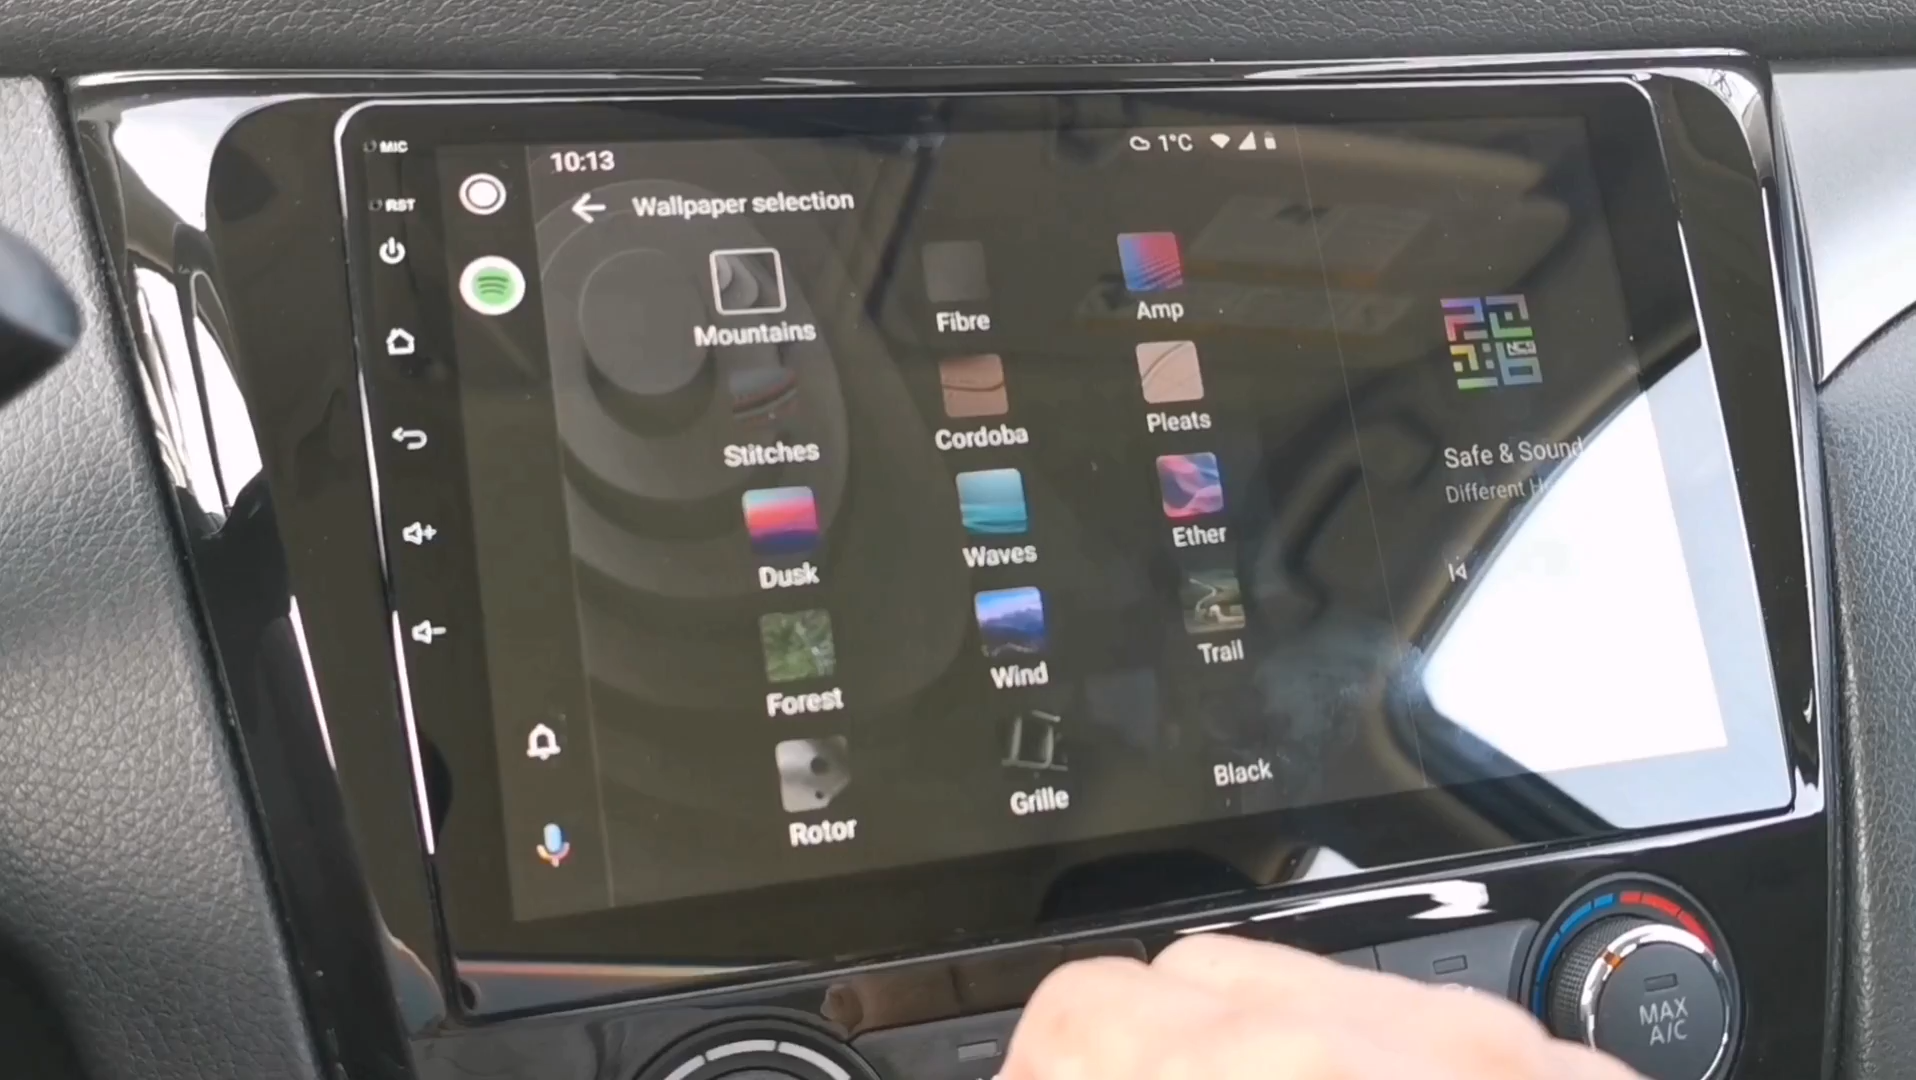 MIC
RST
10:13
1°C
Wallpaper selection
Mountains
Fibre
Amp
Stitches
Cordoba
Pleats
Dusk
Waves
Ether
Forest
Wind
Trail
Rotor
Grille
Black
NCS
Safe & Sound
Different
MAX
A/C